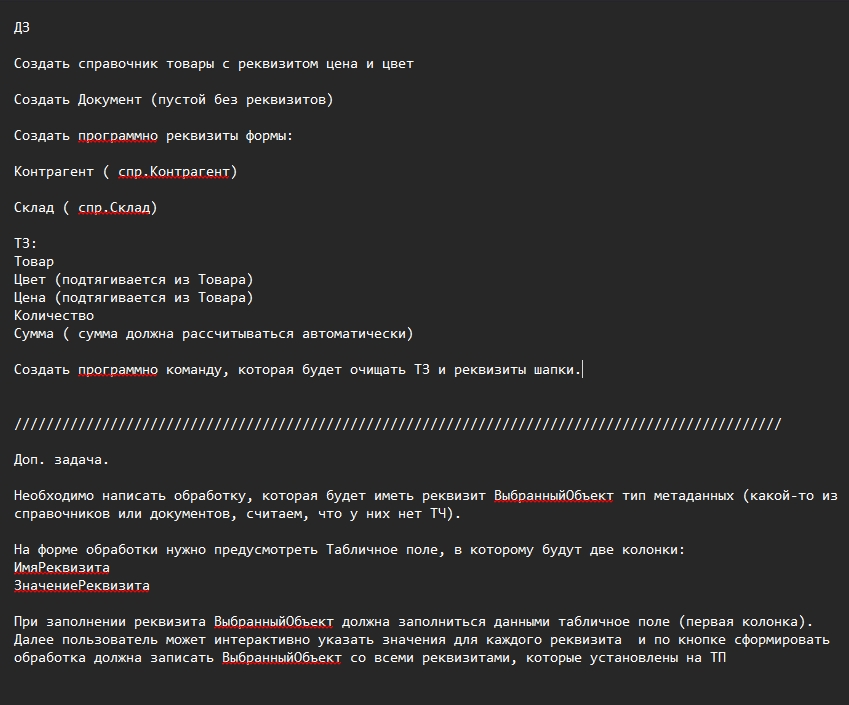 ДЗ
Создать справочник товары с реквизитом цена и цвет
Создать Документ (пустой без реквизитов)
Создать программно реквизиты формы:
Контрагент ( спр.Контрагент)
Склад ( спр.Склад)
ТЗ:
Товар
Цвет (подтягивается из Товара)
Цена (подтягивается из Товара)
Количество
Сумма ( сумма должна рассчитываться автоматически)
Создать программно команду, которая будет очищать ТЗ и реквизиты шапки.
////////////////////////////////////////////////////////////////////////////////////////////////
Доп. задача.
Необходимо написать обработку, которая будет иметь реквизит ВыбранныйОбъект тип метаданных (какой-то из
справочников или документов, считаем, что у них нет ТЧ).
На форме обработки нужно предусмотреть Табличное поле, в которому будут две колонки:
ИмяРеквизита
ЗначениеРеквизита
При заполнении реквизита ВыбранныйОбъект должна заполниться данными табличное поле (первая колонка).
Далее пользователь может интерактивно указать значения для каждого реквизита  и по кнопке сформировать
обработка должна записать ВыбранныйОбъект со всеми реквизитами, которые установлены на ТП